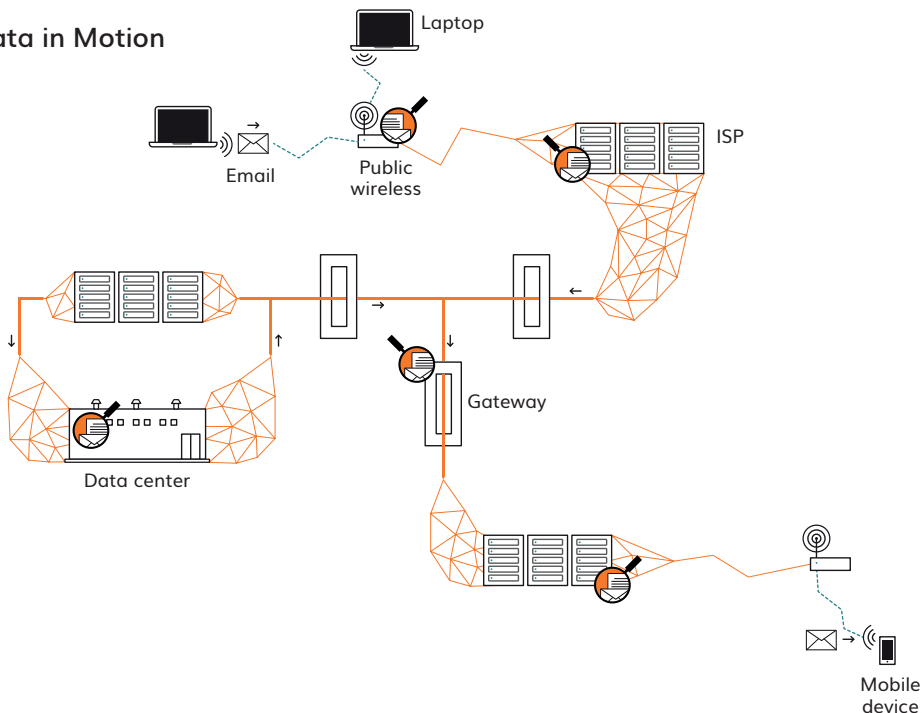 ata in Motion
Laptop
ISP
Email
Public
wireless
Gateway
Data center
Mobile
device